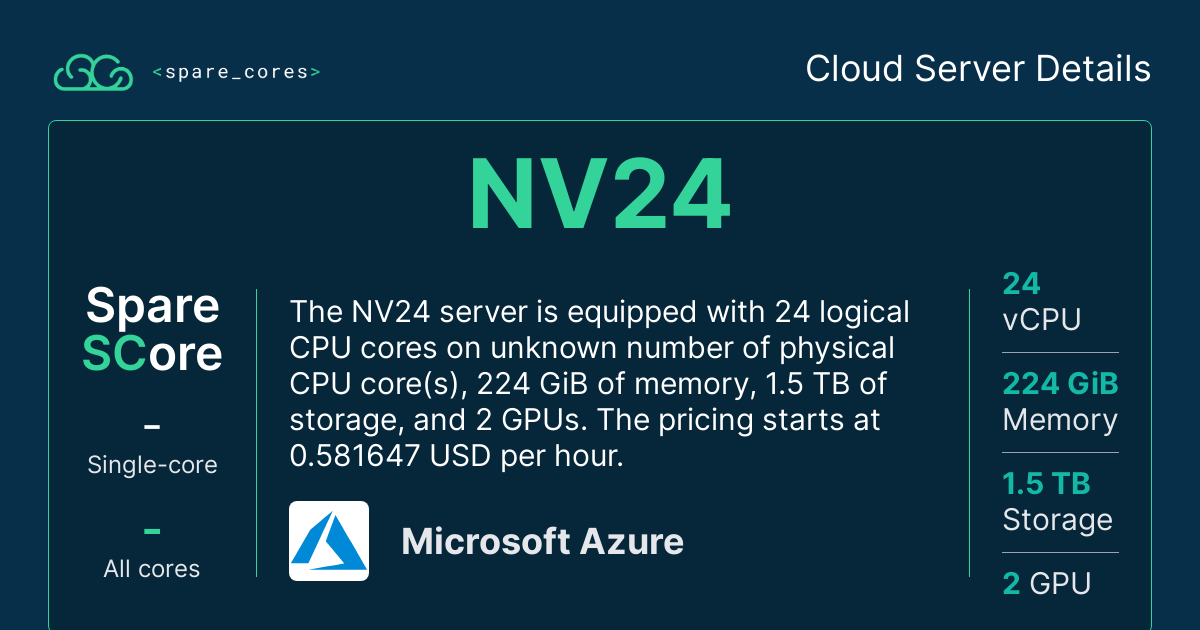 <spare_cores>
Cloud Server Details
NV24
Spare
SCore
-
Single-core
-
All cores
The NV24 server is equipped with 24 logical
CPU cores on unknown number of physical
CPU core(s), 224 GiB of memory, 1.5 TB of
storage, and 2 GPUs. The pricing starts at
0.581647 USD per hour.
Microsoft Azure
24
vCPU
224 GiB
Memory
1.5 TB
Storage
2 GPU